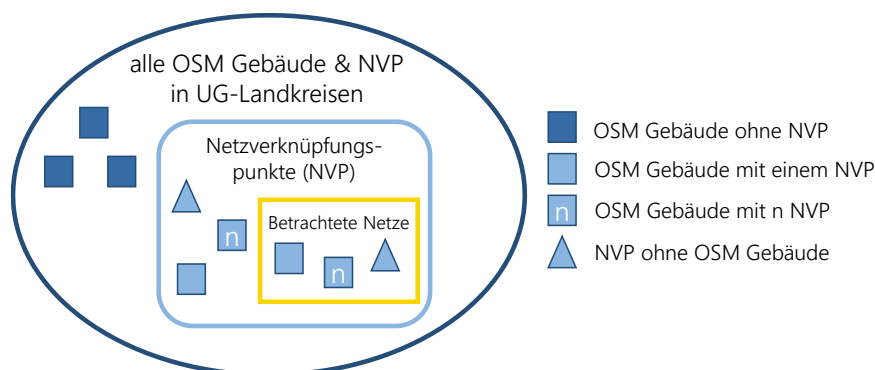 alle OSM Gebäude & NVP
in UG-Landkreisen
Netzverknüpfungs-
punkte (NVP)
n
Betrachtete Netze
n
OSM Gebäude ohne NVP
OSM Gebäude mit einem NVP
n OSM Gebäude mit n NVP
NVP ohne OSM Gebäude